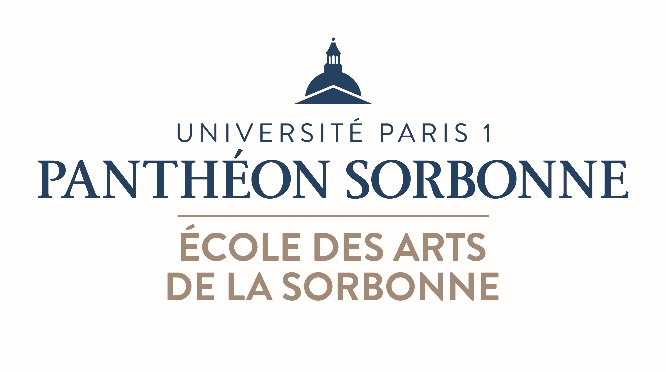 UNIVERSITÉ PARIS 1
PANTHÉON SORBONNE
ÉCOLE DES ARTS
DE LA SORBONNE